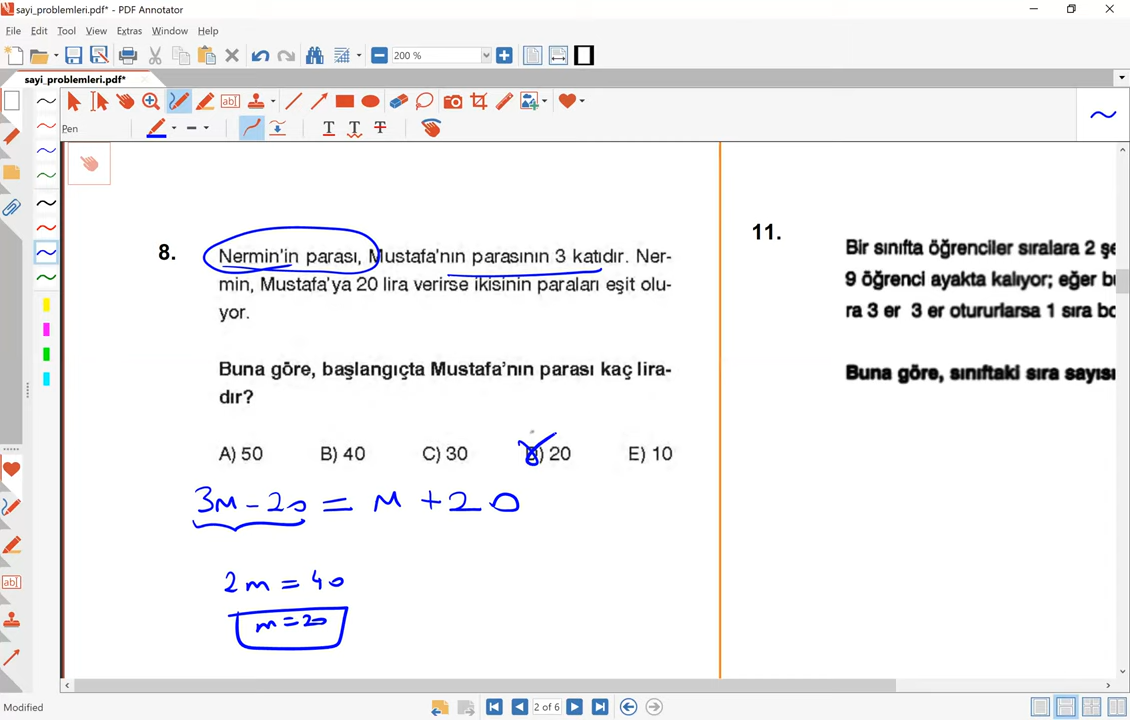 sayi_problemleri.pdf* - PDF Annotator
File Edit Tool View Extras Window Help
200 %
sayi_problemleri.pdf*
Pen
8.
Nermin'in parası, Mustafa'nın parasının 3 katıdır. Ner-
min, Mustafa'ya 20 lira verirse ikisinin paraları eşit olu-
yor.
Buna göre, başlangıçta Mustafa'nın parası kaç lira-
dır?
A) 50 B) 40 C) 30 D) 20 E) 10
3M - 20 = M + 20
2m = 40
m = 20
11.
Bir sınıfta öğrenciler sıralara 2 şe
9 öğrenci ayakta kalıyor; eğer bu
ra 3 er 3 er otururlarsa 1 sıra bo
Buna göre, sınıftaki sıra sayısı
Modified
2 of 6